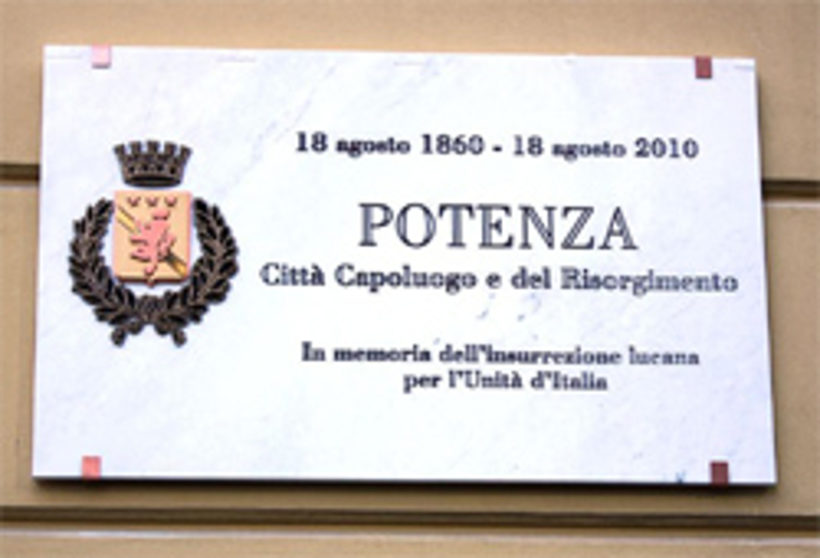 18 agosto 1860 - 18 agosto 2010
POTENZA
Città Capoluogo e del Risorgimento
In memoria dell'insurrezione lucana
per l'Unità d'Italia